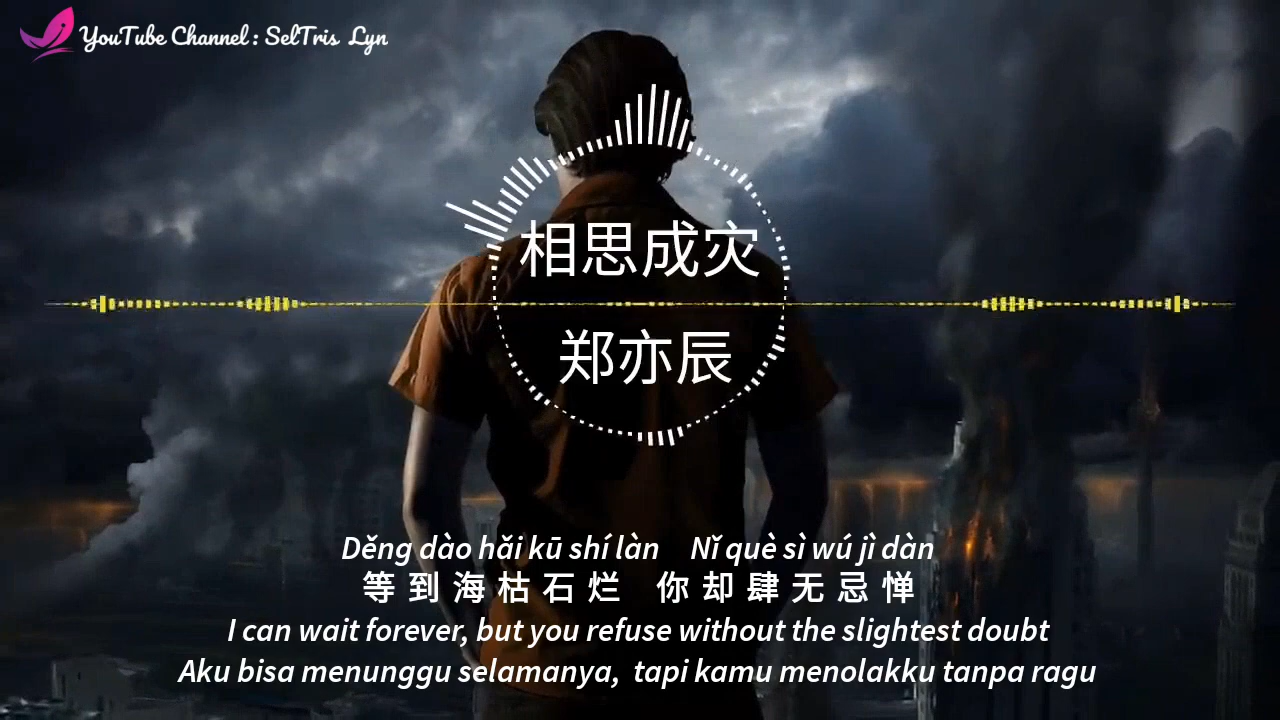 YouTube Channel : SelTris Lyn
相思成灾
郑亦辰
Děng dào hǎi kū shí làn Nǐ què sì wú jì dàn
等到海枯石烂 你却肆无忌惮
I can wait forever, but you refuse without the slightest doubt
Aku bisa menunggu selamanya, tapi kamu menolakku tanpa ragu